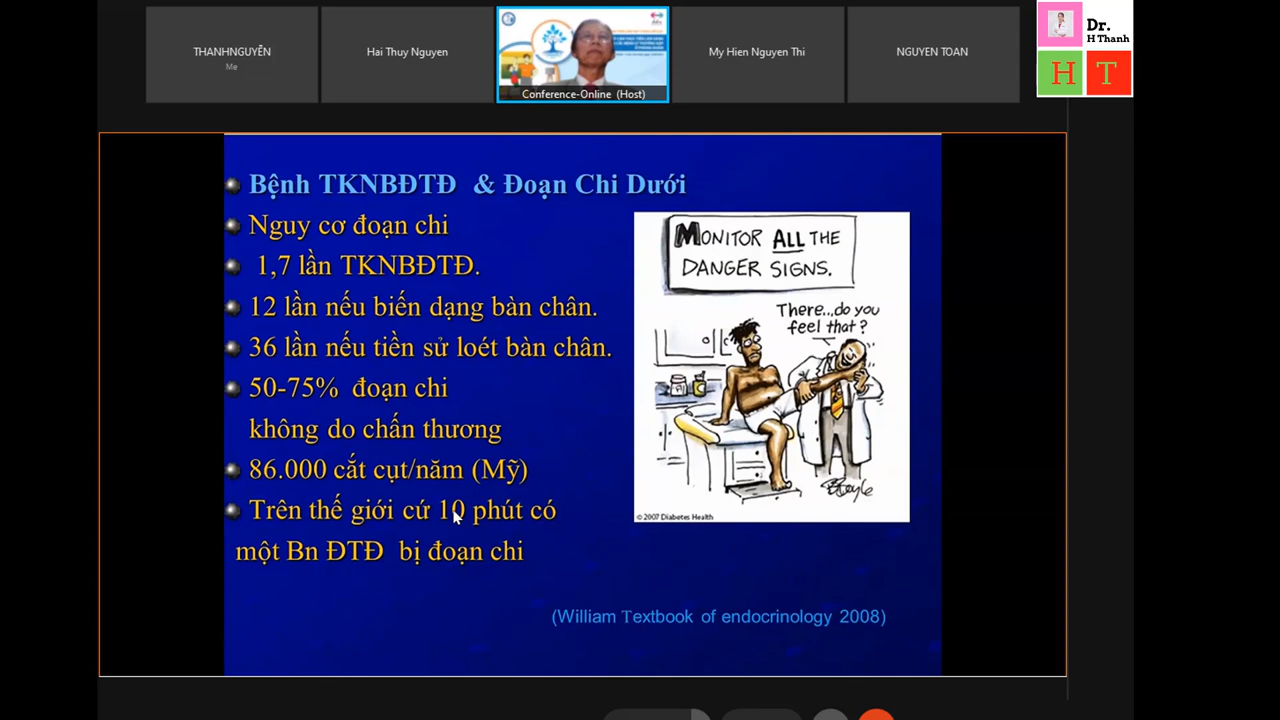 THANHNGUYỄN
Me
Hai Thuy Nguyen
Conference-Online (Host)
My Hien Nguyen Thi
NGUYEN TOAN
Dr.
H Thanh
H T
Bệnh TKNBĐTĐ & Đoạn Chi Dưới
Nguy cơ đoạn chi
1,7 lần TKNBĐTĐ.
12 lần nếu biến dạng bàn chân.
36 lần nếu tiền sử loét bàn chân.
50-75% đoạn chi
không do chấn thương
86.000 cắt cụt/năm (Mỹ)
Trên thế giới cứ 10 phút có
một Bn ĐTĐ bị đoạn chi
MONITOR ALL THE
DANGER SIGNS.
There...do you
feel that?
© 2007 Diabetes Health
(William Textbook of endocrinology 2008)